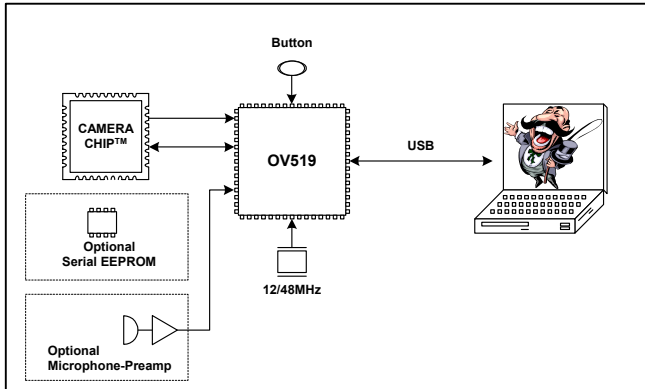 Button
CAMERA
CHIP™
OV519
USB
Optional
Serial EEPROM
12/48MHz
Optional
Microphone-Preamp